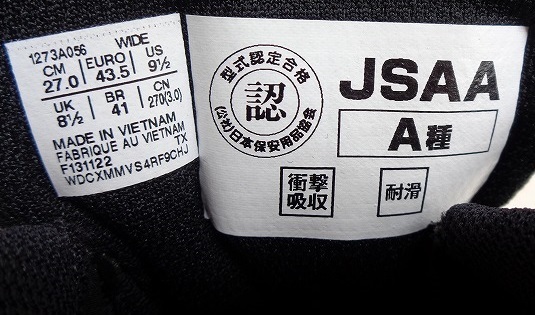 1273A056 WIDE
CM EURO US
27.0 43.5 9½
UK BR CN
8½ 41 270(3.0)
MADE IN VIETNAM
FABRIQUE AU VIETNAM
F131122 TX
WDCXMMVS4RF9CHJ
型式認定合格
認
(公社)日本保安用品協会
JSAA
A種
衝撃
吸収
耐滑